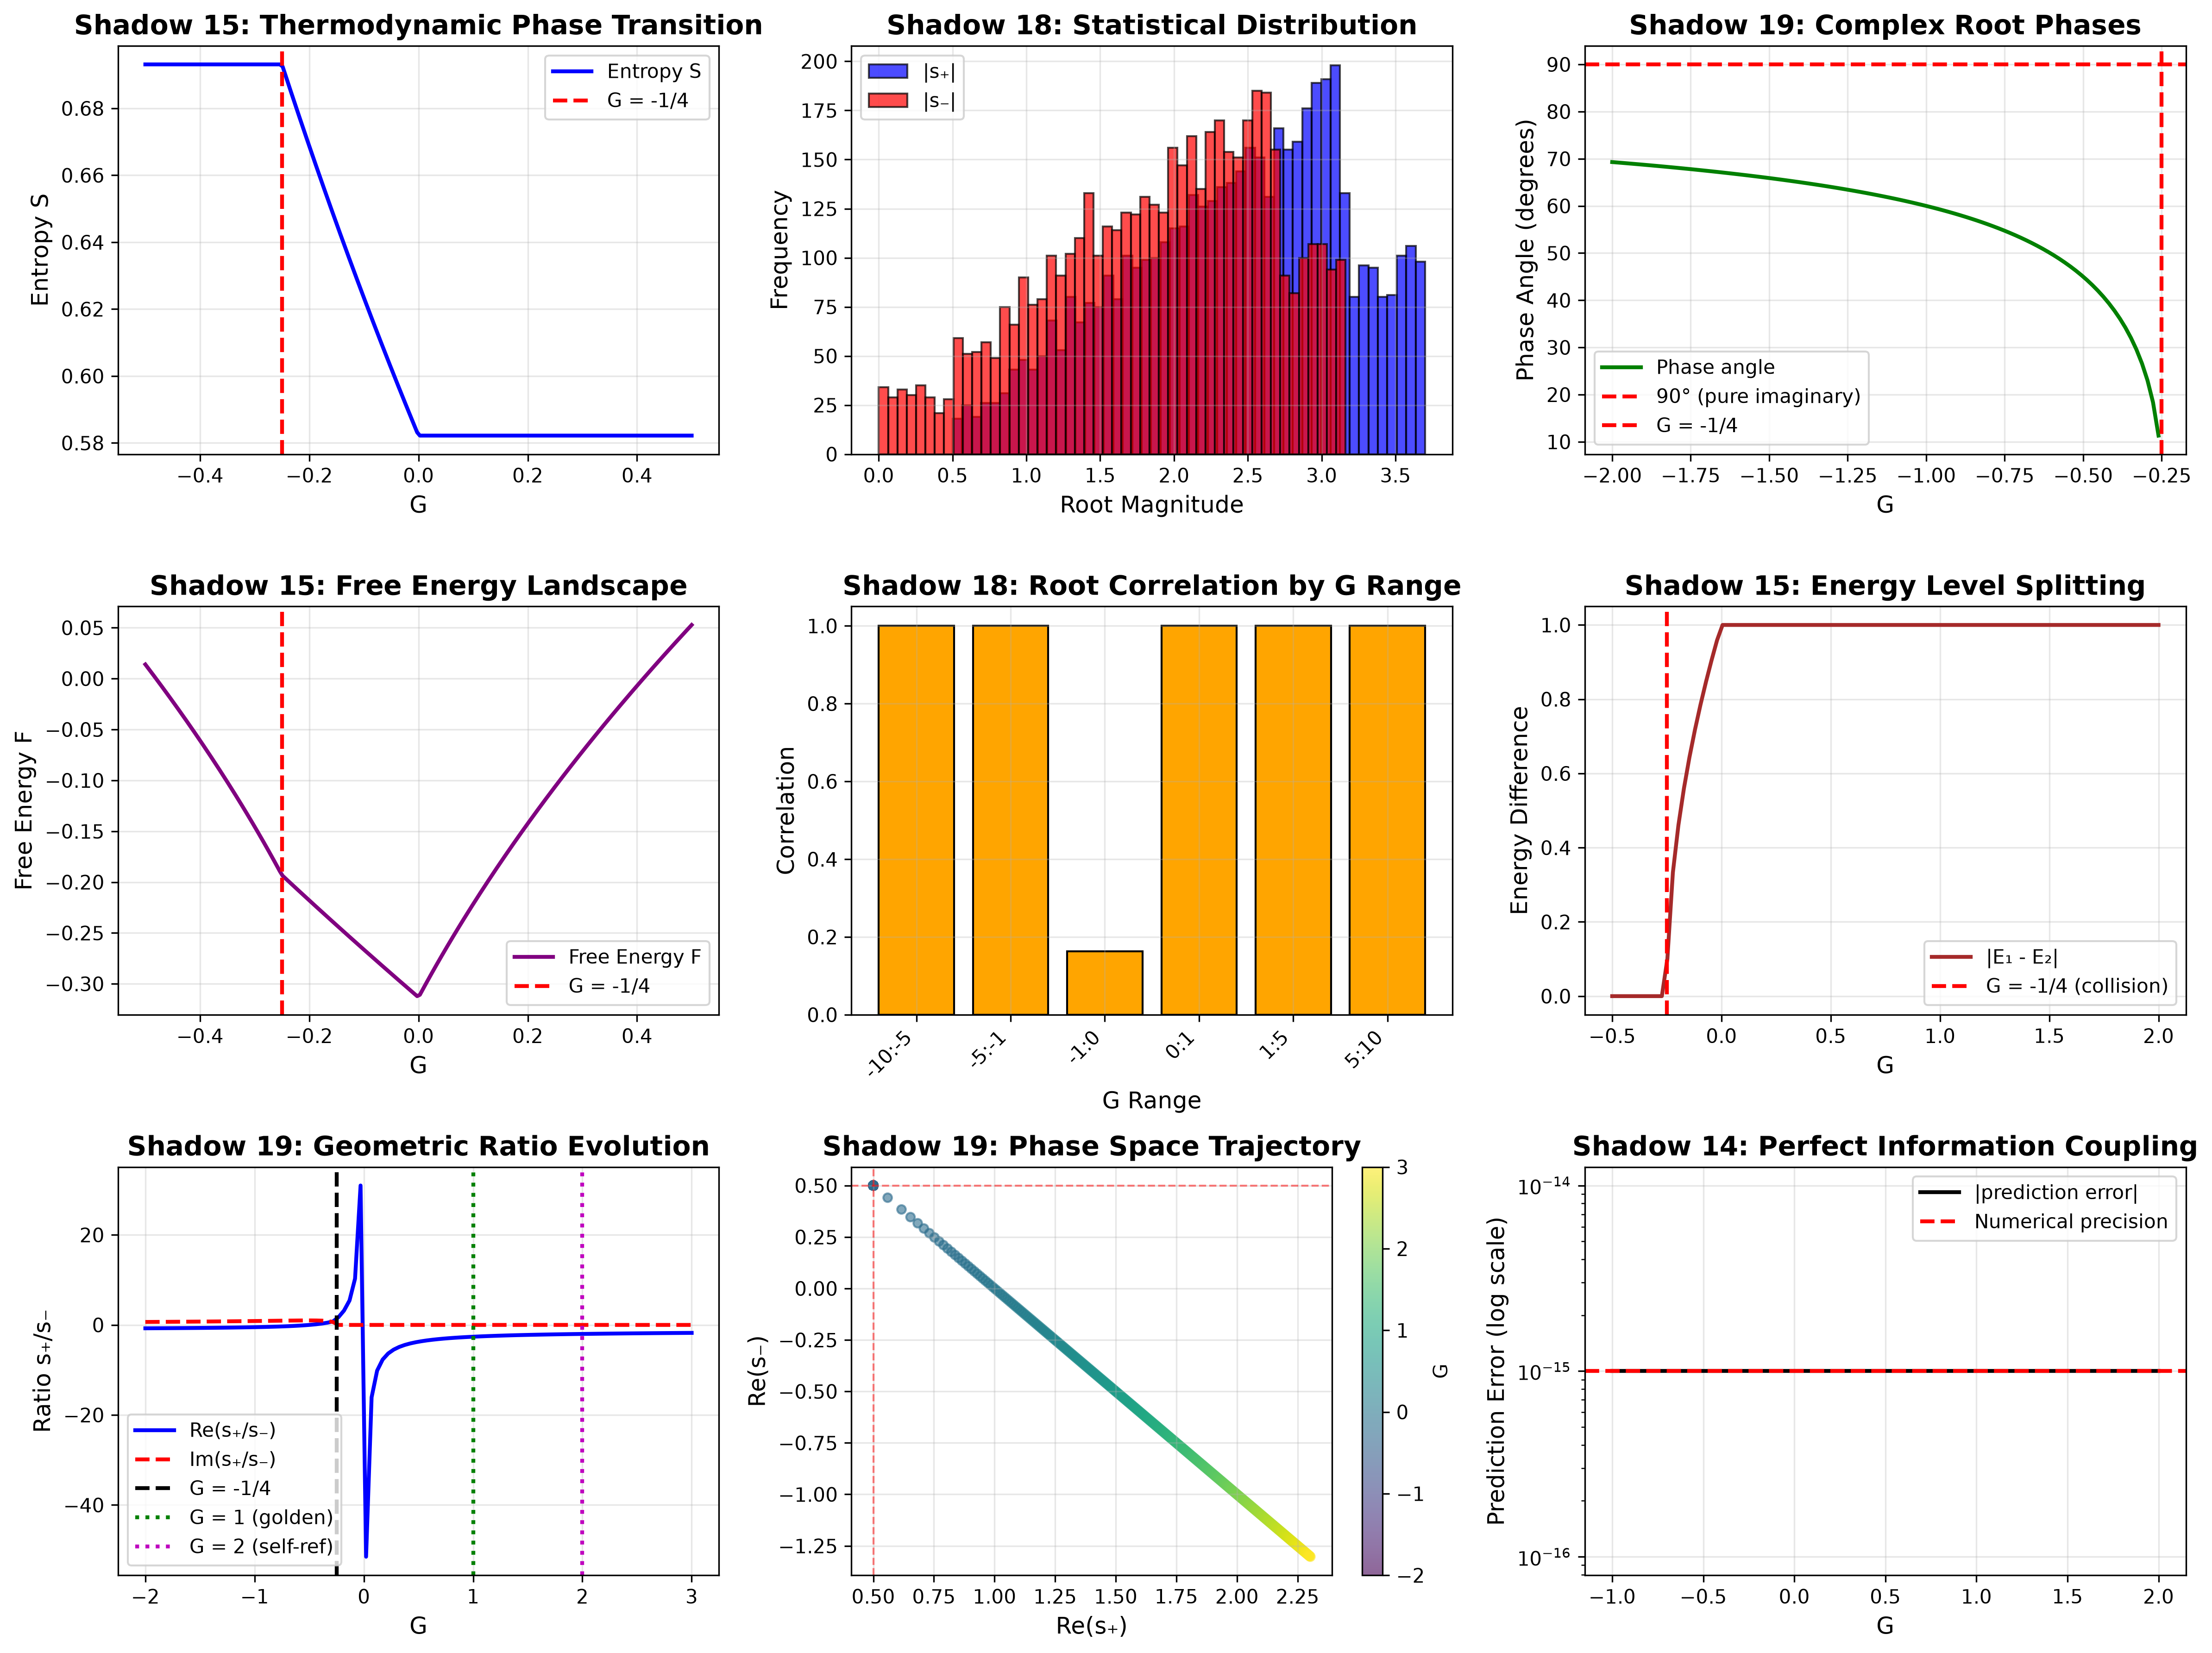 Shadow 15: Thermodynamic Phase Transition
Entropy S
G = -1/4
0.68
0.66
0.64
0.62
0.60
0.58
Entropy S
−0.4 −0.2 0.0 0.2 0.4
G
Shadow 18: Statistical Distribution
|s₊|
|s₋|
200
175
150
125
100
75
50
25
0
Frequency
0.0 0.5 1.0 1.5 2.0 2.5 3.0 3.5
Root Magnitude
Shadow 19: Complex Root Phases
90
80
70
60
50
40
30
20
10
Phase Angle (degrees)
Phase angle
90° (pure imaginary)
G = -1/4
−2.00 −1.75 −1.50 −1.25 −1.00 −0.75 −0.50 −0.25
G
Shadow 15: Free Energy Landscape
0.05
0.00
−0.05
−0.10
−0.15
−0.20
−0.25
−0.30
Free Energy F
Free Energy F
G = -1/4
−0.4 −0.2 0.0 0.2 0.4
G
Shadow 18: Root Correlation by G Range
1.0
0.8
0.6
0.4
0.2
0.0
Correlation
-10:-5 -5:-1 -1:0 0:1 1:5 5:10
G Range
Shadow 15: Energy Level Splitting
1.0
0.8
0.6
0.4
0.2
0.0
Energy Difference
|E₁ - E₂|
G = -1/4 (collision)
−0.5 0.0 0.5 1.0 1.5 2.0
G
Shadow 19: Geometric Ratio Evolution
20
0
−20
−40
Ratio s₊/s₋
Re(s₊/s₋)
Im(s₊/s₋)
G = -1/4
G = 1 (golden)
G = 2 (self-ref)
−2 −1 0 1 2 3
G
Shadow 19: Phase Space Trajectory
0.50
0.25
0.00
−0.25
−0.50
−0.75
−1.00
−1.25
Re(s₋)
0.50 0.75 1.00 1.25 1.50 1.75 2.00 2.25
Re(s₊)
3
2
1
0
−1
−2
G
Shadow 14: Perfect Information Coupling
|prediction error|
Numerical precision
10⁻¹⁴
10⁻¹⁵
10⁻¹⁶
Prediction Error (log scale)
−1.0 −0.5 0.0 0.5 1.0 1.5 2.0
G